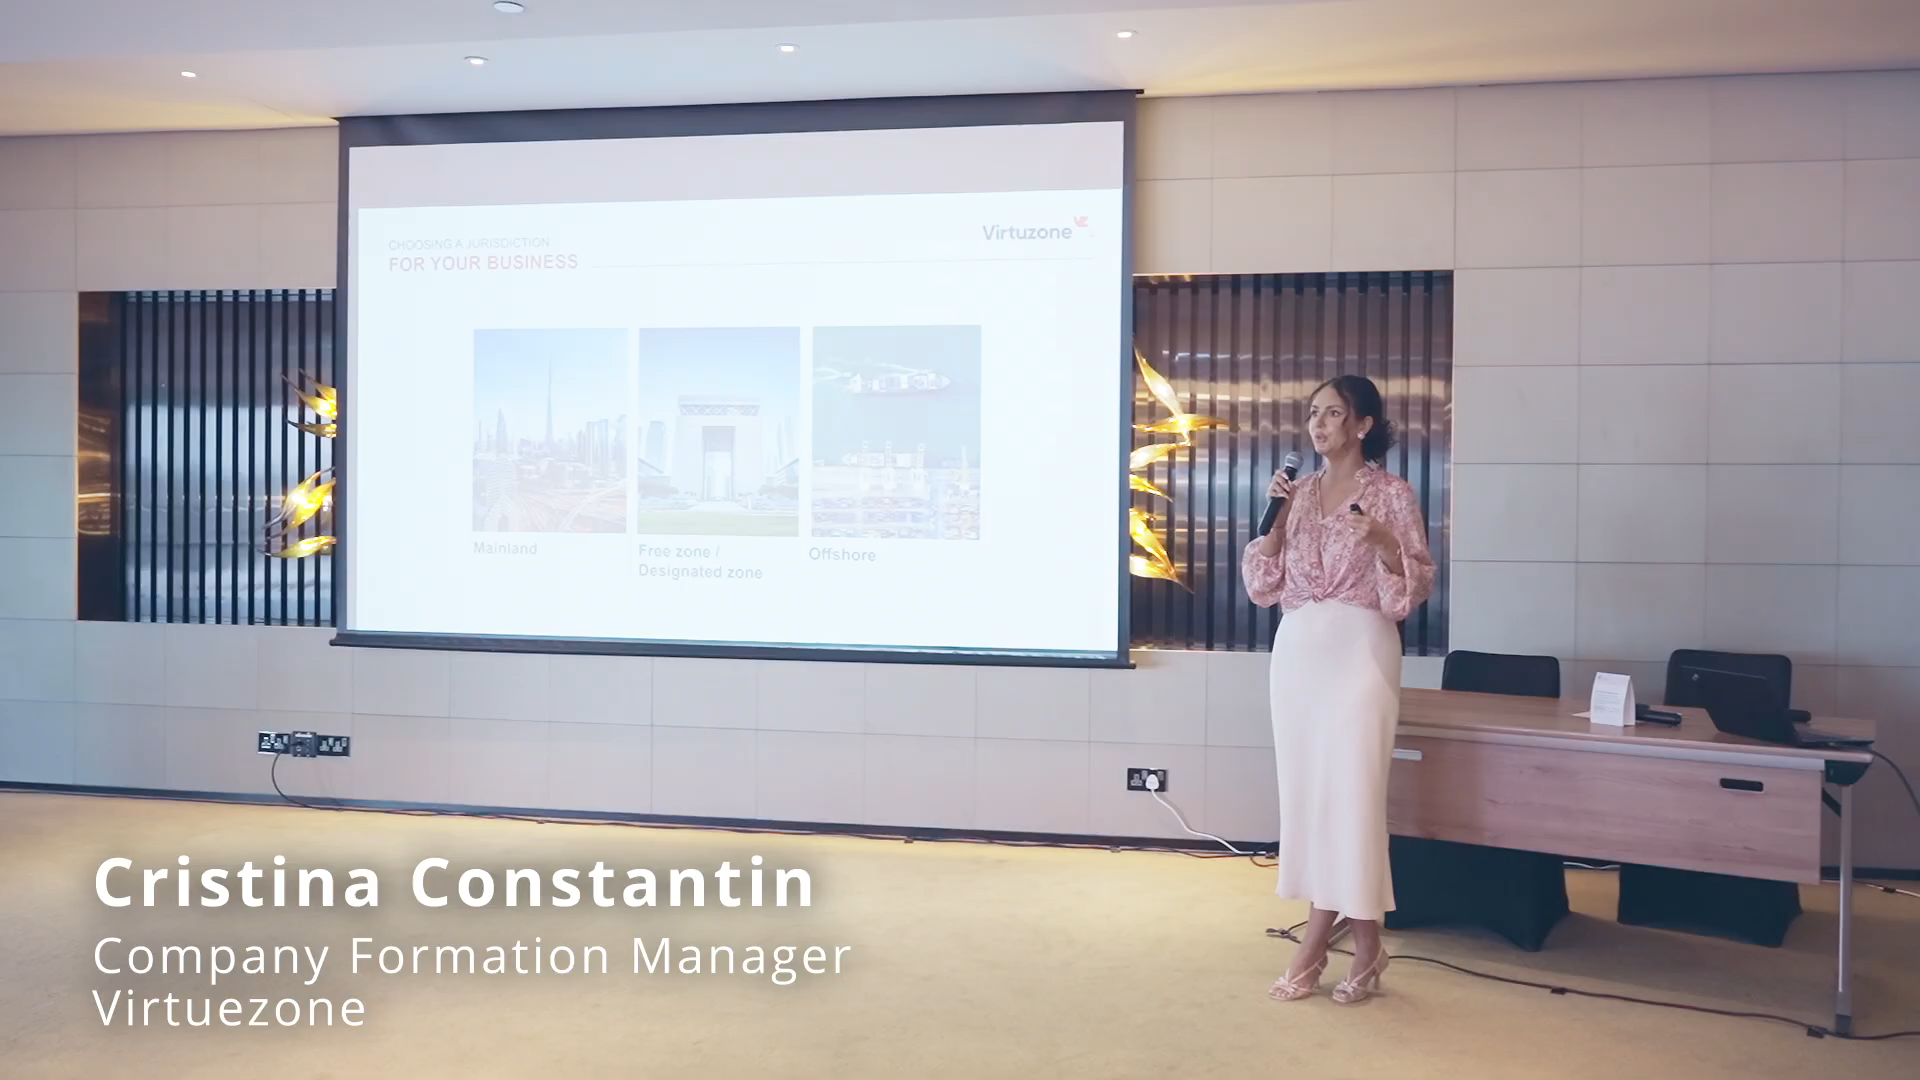 CHOOSING A JURISDICTION
FOR YOUR BUSINESS
Virtuzone
Mainland
Free zone /
Designated zone
Offshore
Cristina Constantin
Company Formation Manager
Virtuezone